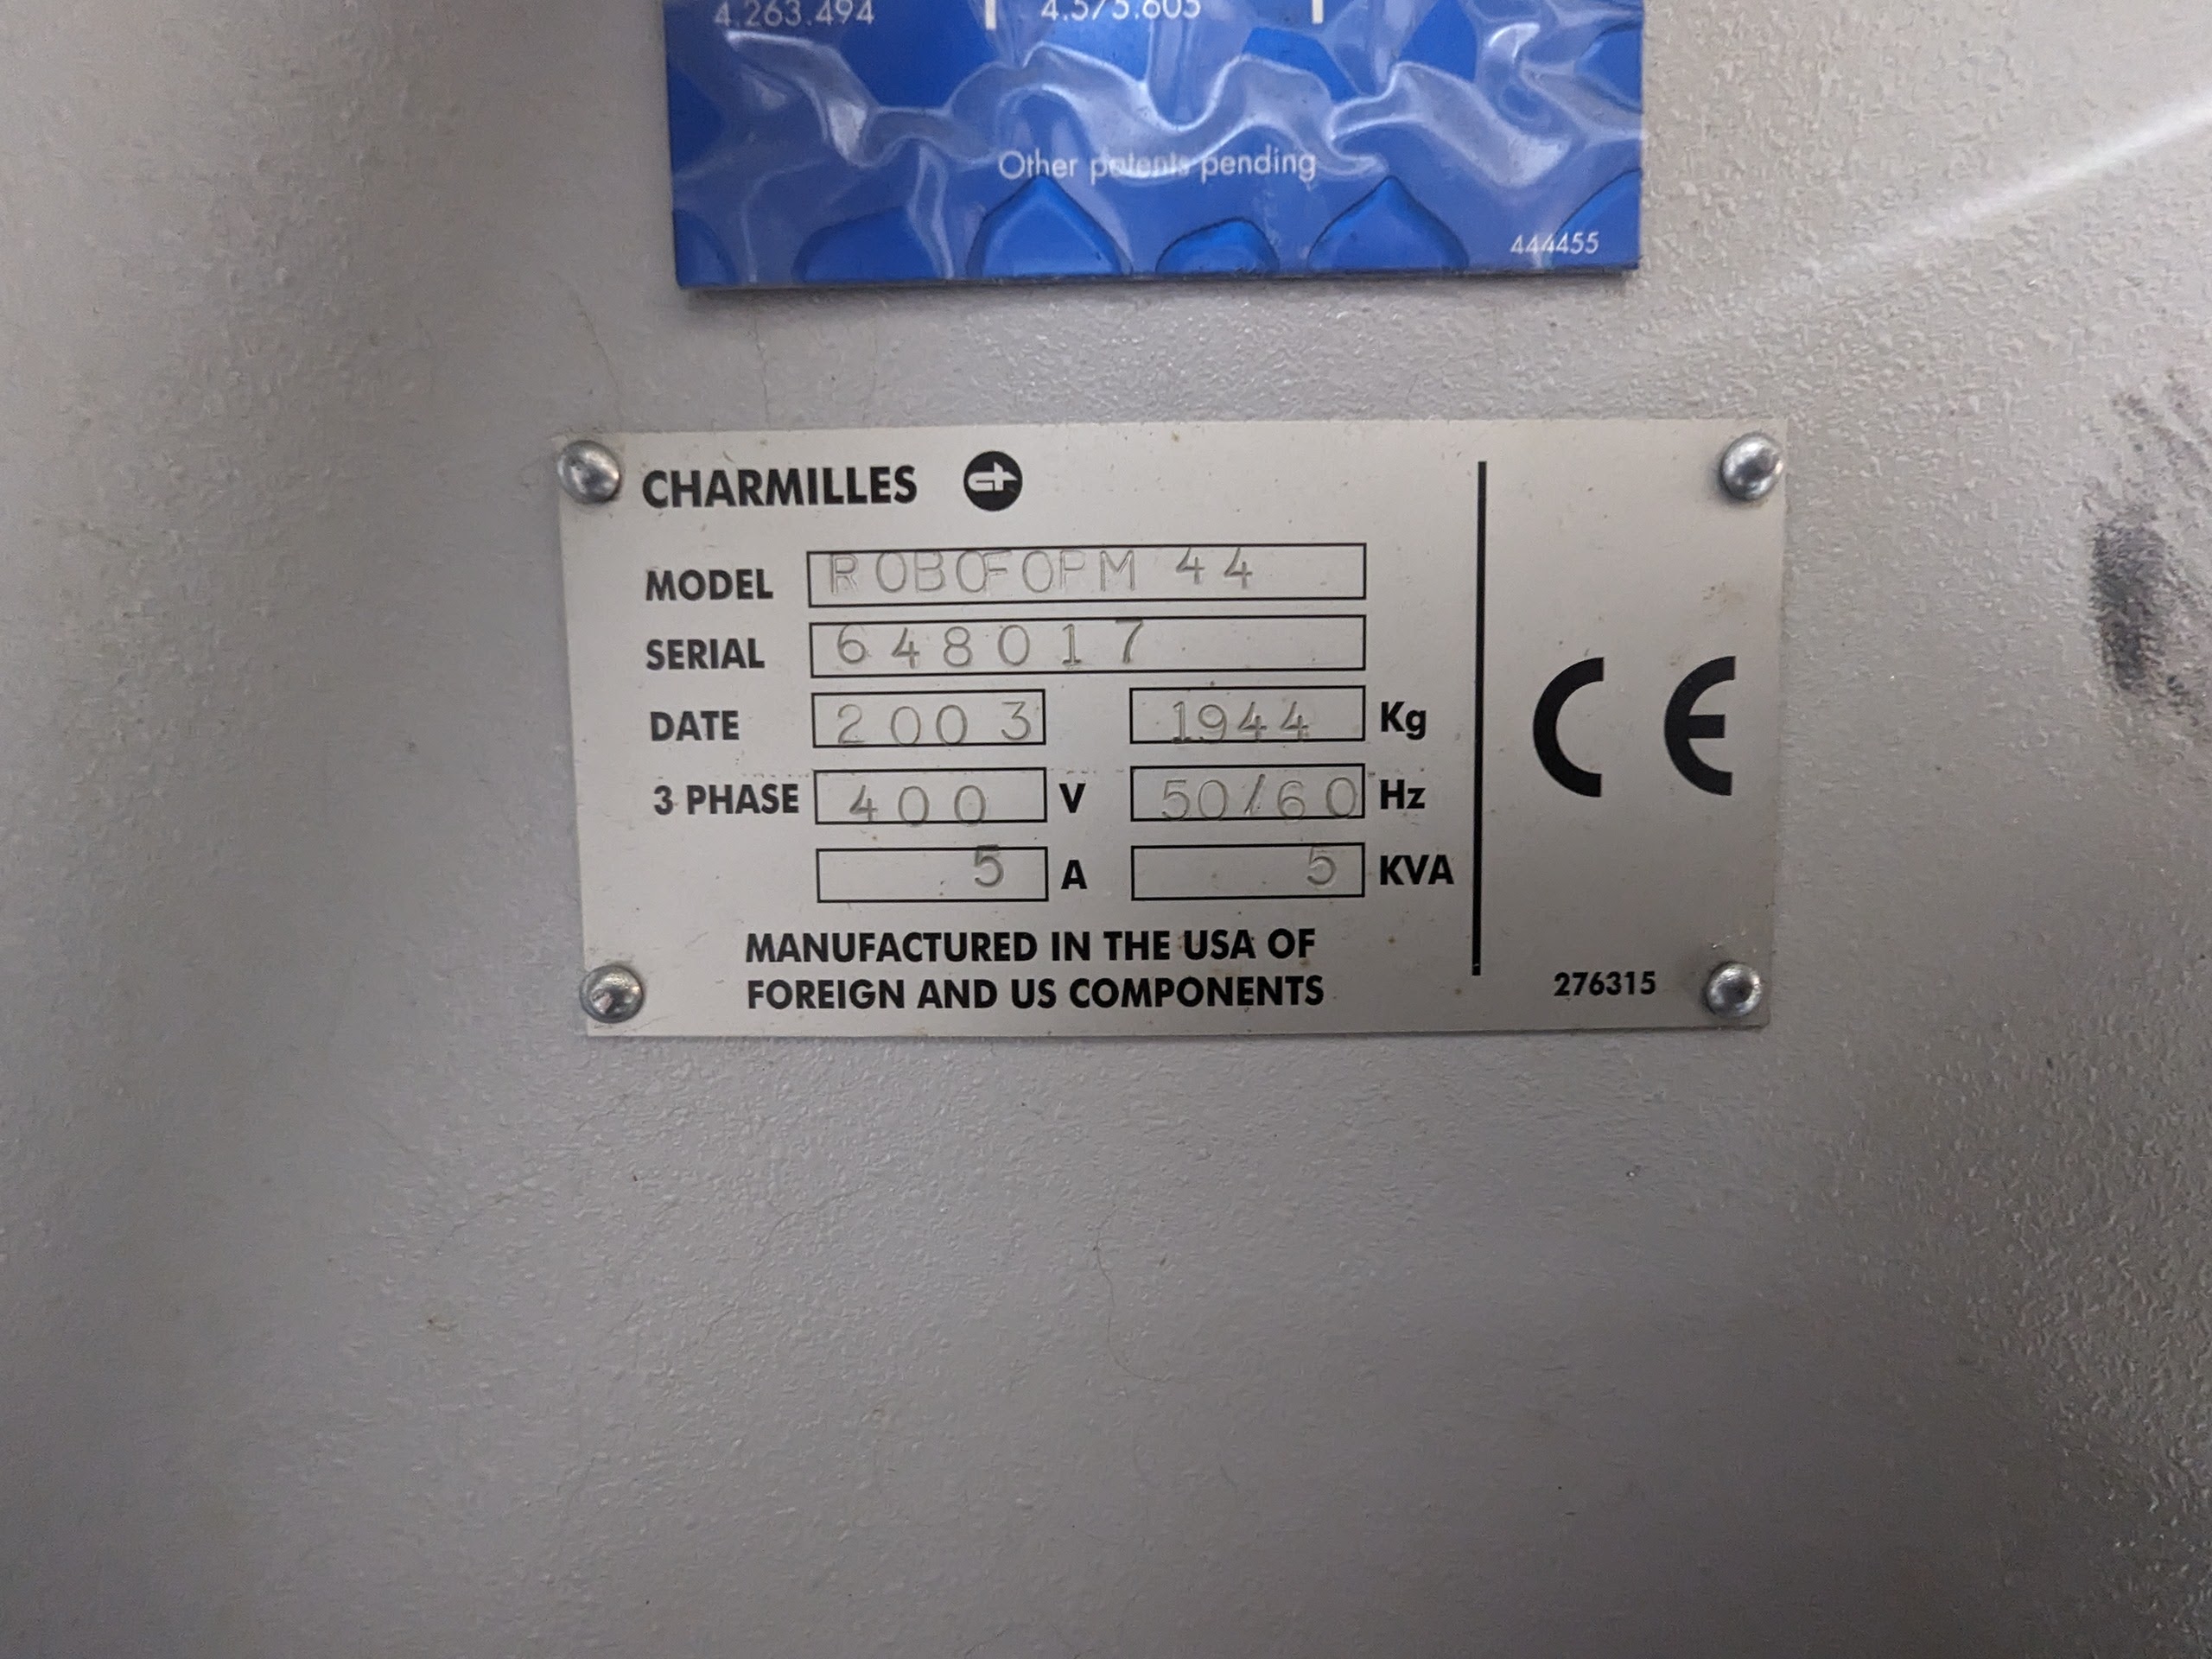 4.263.494 4.575.605
Other patents pending
444455
CHARMILLES
MODEL ROBOFORM 44
SERIAL 648017
DATE 2003 1944 Kg
3 PHASE 400 V 50/60 Hz
5 A 5 KVA
MANUFACTURED IN THE USA OF
FOREIGN AND US COMPONENTS
CE
276315